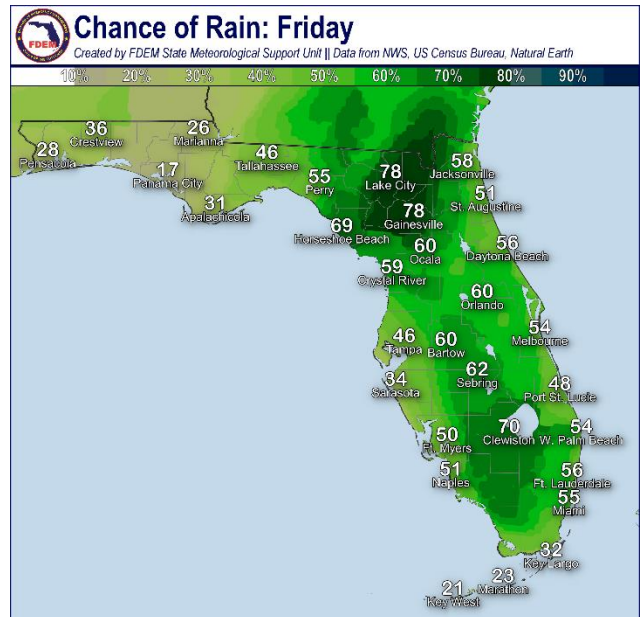 FDEM
Chance of Rain: Friday
Created by FDEM State Meteorological Support Unit || Data from NWS, US Census Bureau, Natural Earth
10% 20% 30% 40% 50% 60% 70% 80% 90%
36
Crestview
26
Marianna
28
Pensacola
17
Panama City
46
Tallahassee
31
Apalachicola
55
Perry
78
Lake City
58
Jacksonville
51
St. Augustine
78
Gainesville
69
Horseshoe Beach
60
Ocala
56
Daytona Beach
59
Crystal River
60
Orlando
54
Melbourne
46
Tampa
60
Bartow
34
Sarasota
62
Sebring
48
Port St. Lucie
50
Ft. Myers
70
Clewiston
54
W. Palm Beach
51
Naples
56
Ft. Lauderdale
55
Miami
32
Key Largo
23
Marathon
21
Key West